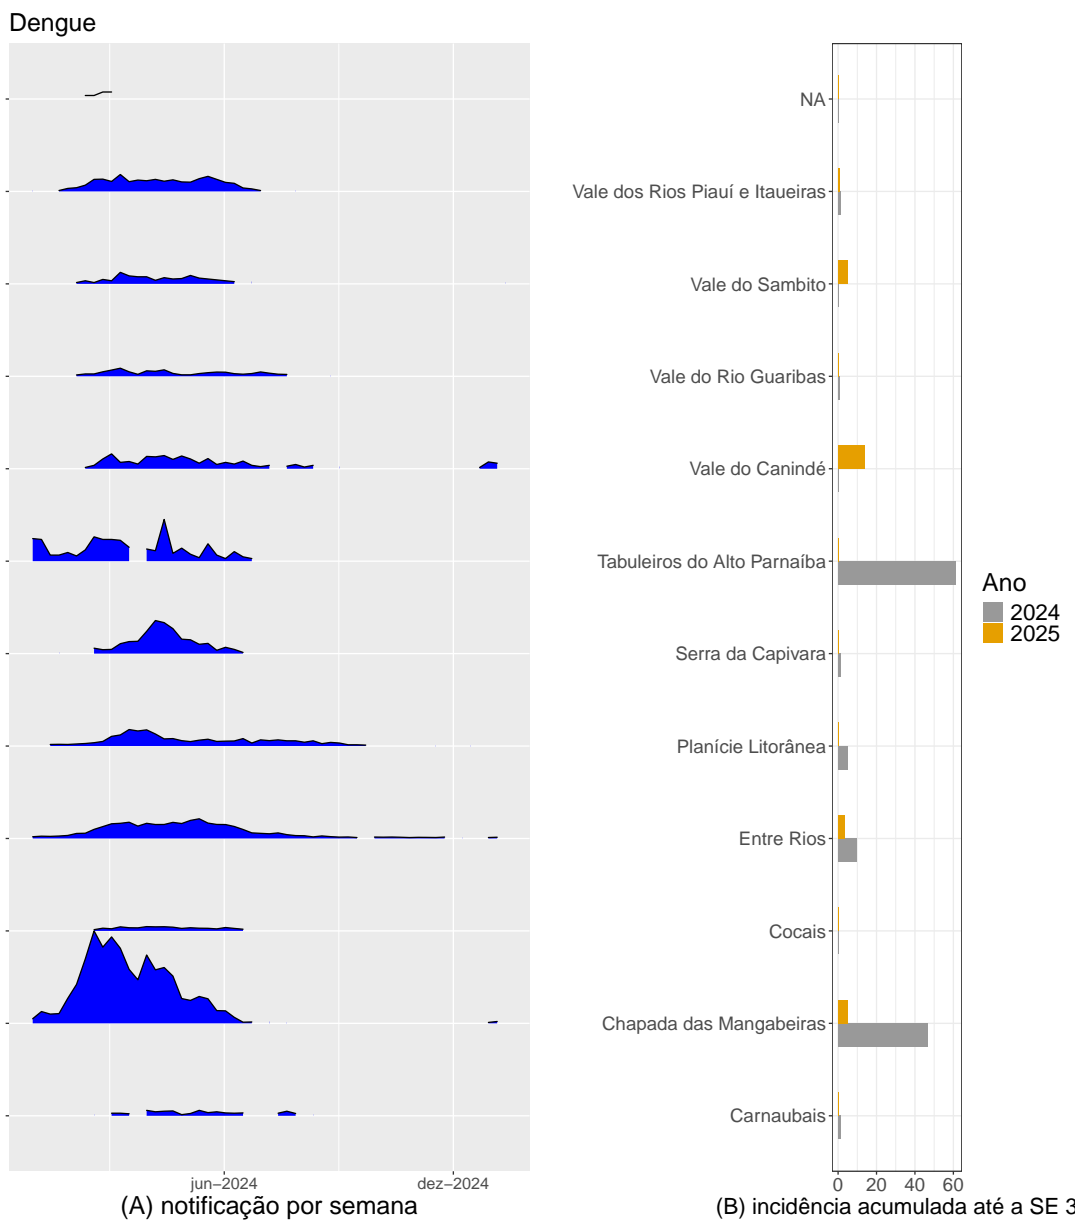 Dengue
NA
Vale dos Rios Piauí e Itaueiras
Vale do Sambito
Vale do Rio Guaribas
Vale do Canindé
Tabuleiros do Alto Parnaíba
Serra da Capivara
Planície Litorânea
Entre Rios
Cocais
Chapada das Mangabeiras
Carnaubais
Ano
2024
2025
jun–2024
dez–2024
0 20 40 60
(A) notificação por semana
(B) incidência acumulada até a SE 3